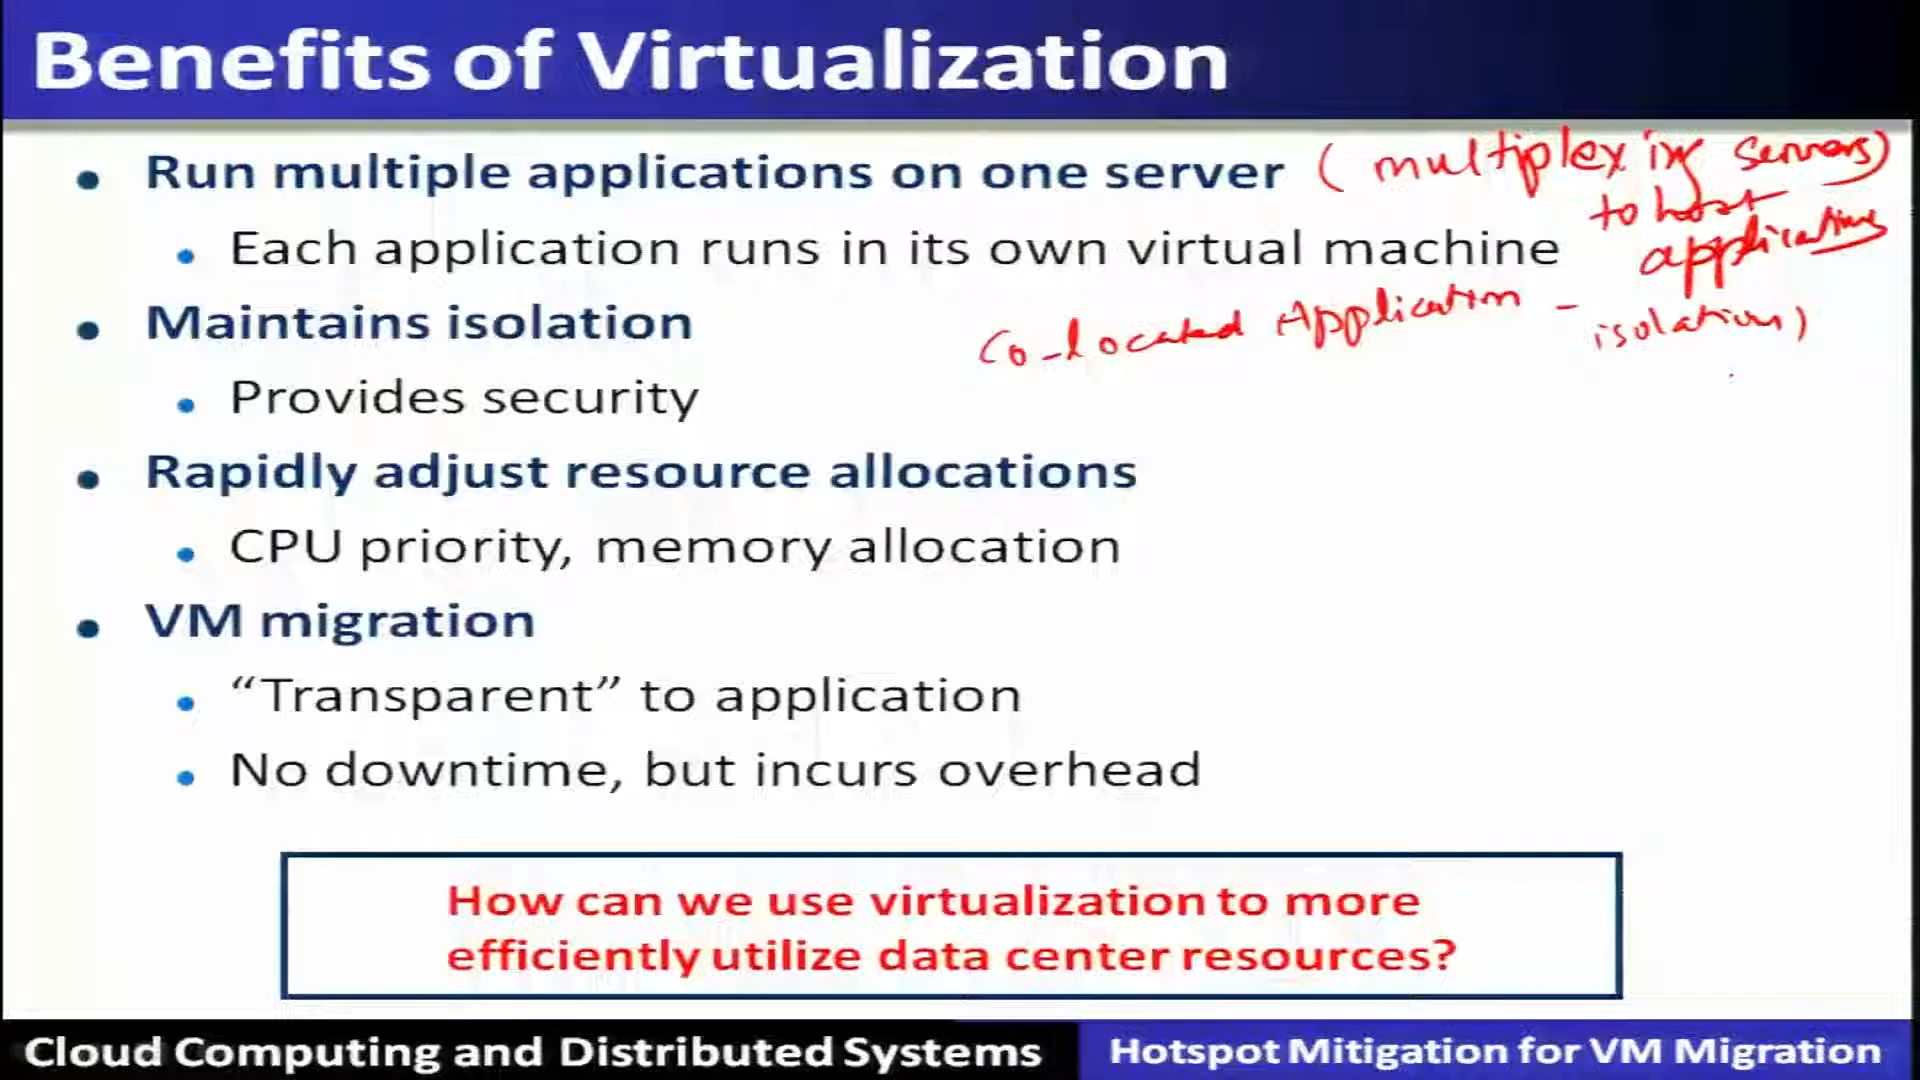 Benefits of Virtualization
• Run multiple applications on one server (multiplexing servers)
to host
applications
• Each application runs in its own virtual machine
• Maintains isolation
Co-located Application - isolation)
• Provides security
• Rapidly adjust resource allocations
• CPU priority, memory allocation
• VM migration
• “Transparent” to application
• No downtime, but incurs overhead
How can we use virtualization to more
efficiently utilize data center resources?
Cloud Computing and Distributed Systems
Hotspot Mitigation for VM Migration